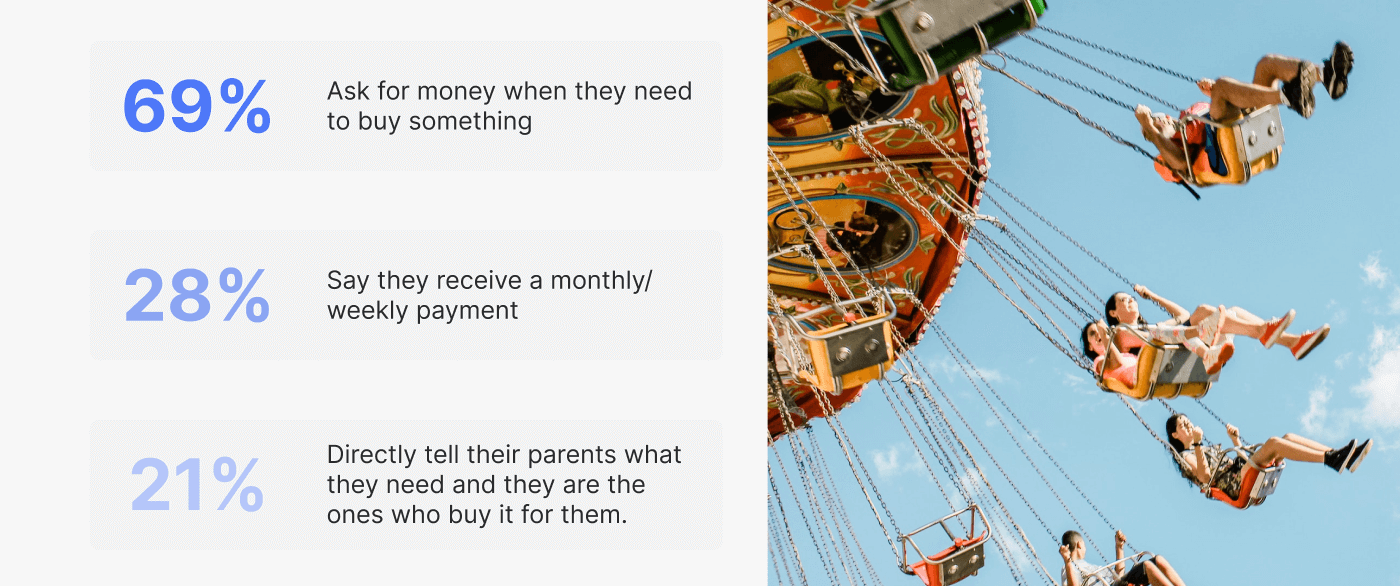 69%
Ask for money when they need
to buy something
28%
Say they receive a monthly/
weekly payment
21%
Directly tell their parents what
they need and they are the
ones who buy it for them.